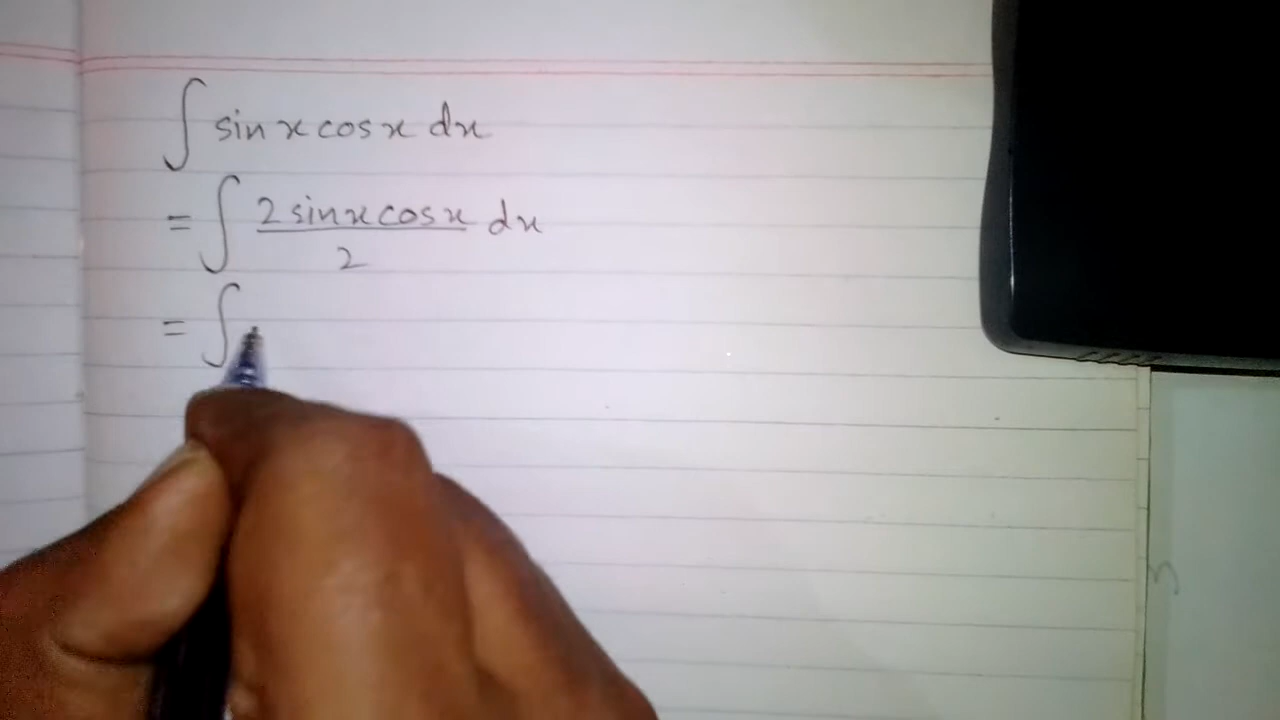 ∫ sin x cos x dx
= ∫ 2 sin x cos x / 2 dx
= ∫